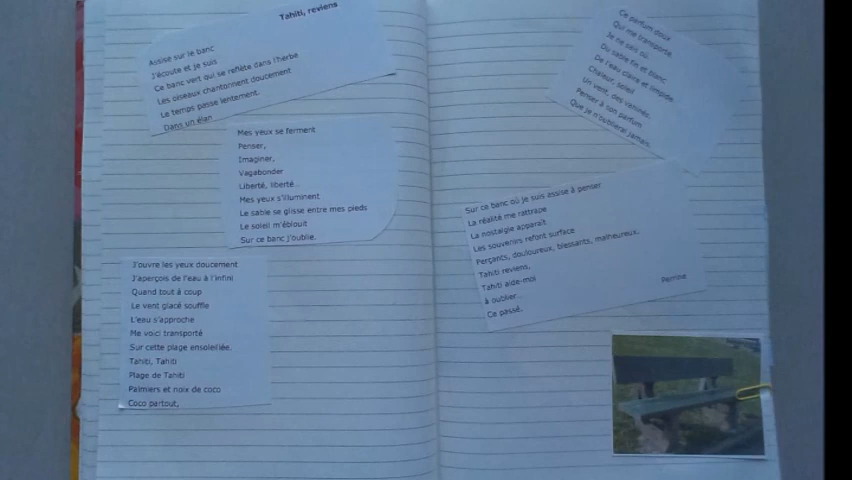 Tahiti, reviens
Assise sur le banc
J'écoute et je suis
Ce banc vert qui se reflète dans l'herbe
Les oiseaux chantonnent doucement
Le temps passe lentement.
Dans un élan
Mes yeux se ferment
Penser,
Imaginer,
Vagabonder
Liberté, liberté...
Mes yeux s'illuminent
Le sable se glisse entre mes pieds
Le soleil m'éblouit
Sur ce banc j'oublie.
J'ouvre les yeux doucement
J'aperçois de l'eau à l'infini
Quand tout à coup
Le vent glacé souffle
L'eau s'approche
Me voici transporté
Sur cette plage ensoleillée.
Tahiti, Tahiti
Plage de Tahiti
Palmiers et noix de coco
Coco partout,
Ce parfum doux
Qui me transporte
Je ne sais où
Du sable fin et blanc
De l'eau claire et limpide
Chaleur, soleil
Un vent, des vahinés,
Penser à ton parfum
Que je n'oublierai jamais.
Sur ce banc où je suis assise à penser
La réalité me rattrape
La nostalgie apparaît
Les souvenirs refont surface
Perçants, douloureux, blessants, malheureux,
Tahiti reviens,
Tahiti aide-moi
à oublier...
Ce passé.
Perrine